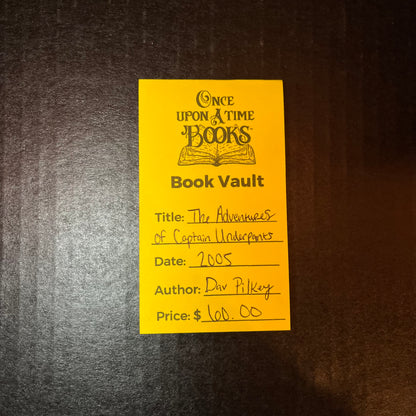 ONCE
UPON A TIME
BOOKS
Book Vault
Title: The Adventures
of Captain Underpants
Date: 2005
Author: Dav Pilkey
Price: $ 60.00